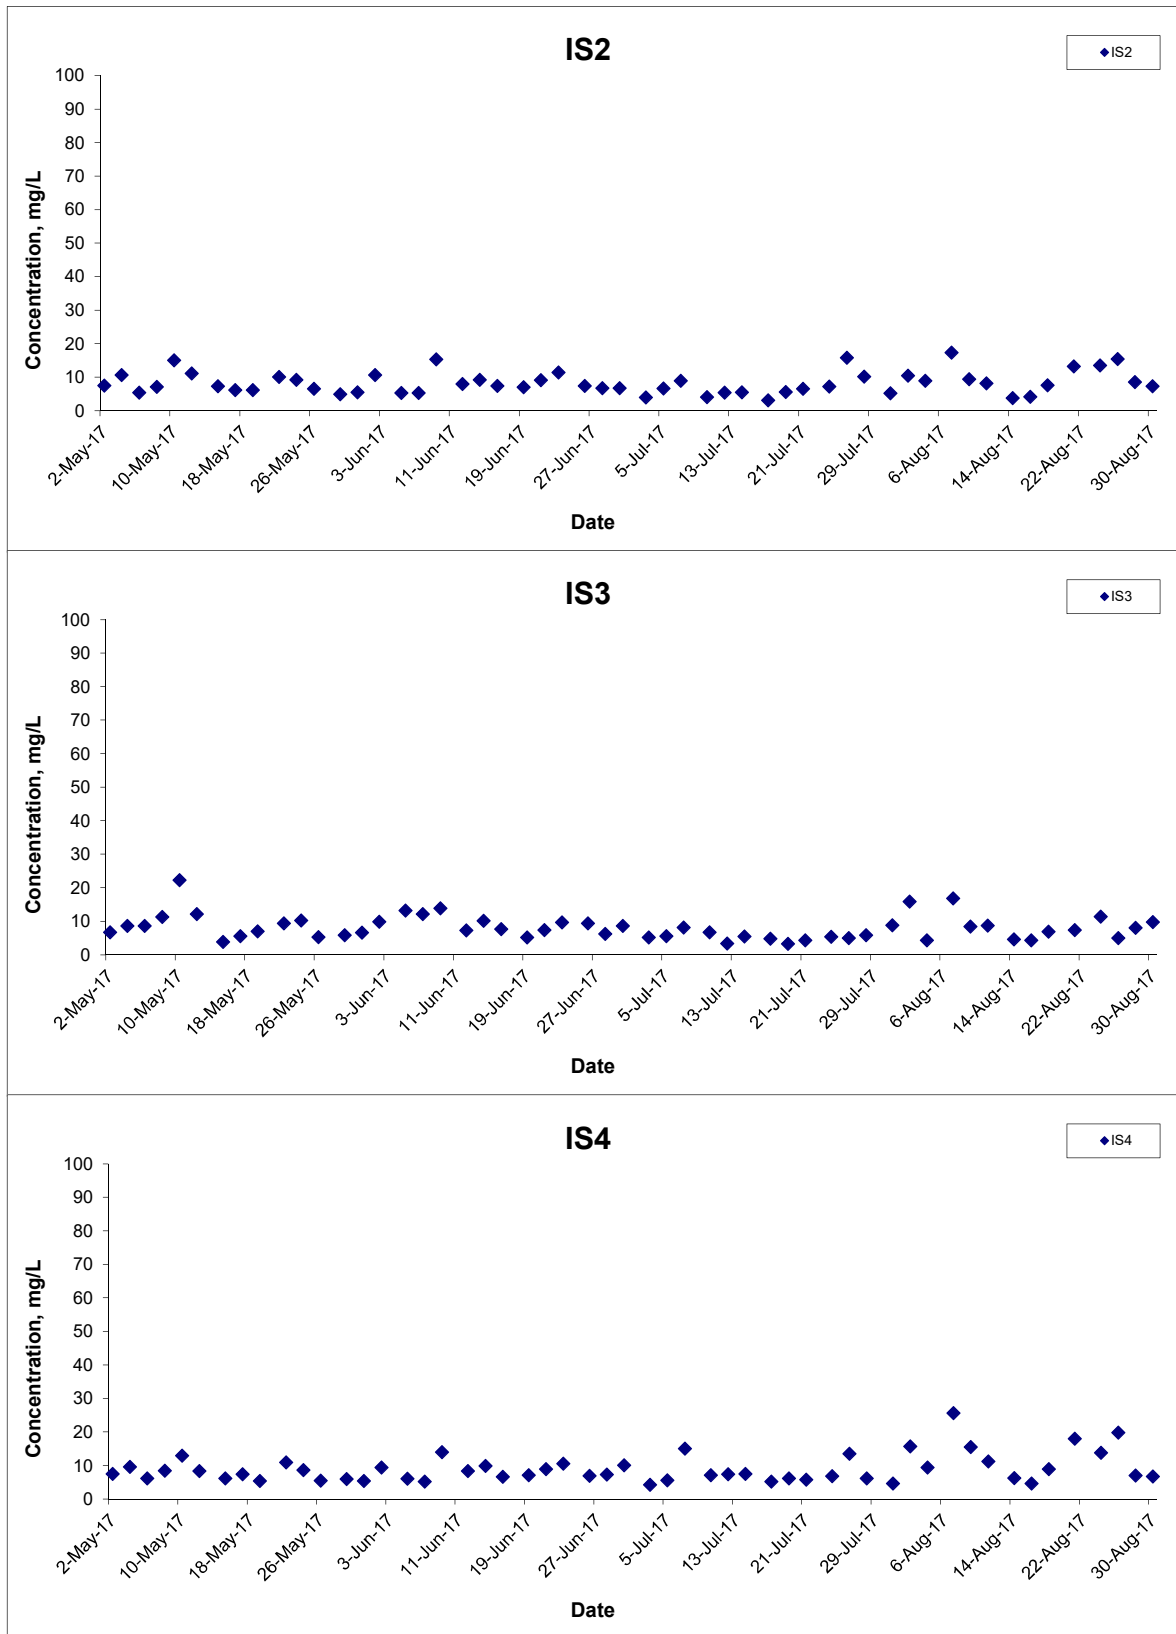 IS2
IS2
100
90
80
70
60
50
40
30
20
10
0
Concentration, mg/L
2-May-17
10-May-17
18-May-17
26-May-17
3-Jun-17
11-Jun-17
19-Jun-17
27-Jun-17
5-Jul-17
13-Jul-17
21-Jul-17
29-Jul-17
6-Aug-17
14-Aug-17
22-Aug-17
30-Aug-17
Date
IS3
IS3
100
90
80
70
60
50
40
30
20
10
0
Concentration, mg/L
2-May-17
10-May-17
18-May-17
26-May-17
3-Jun-17
11-Jun-17
19-Jun-17
27-Jun-17
5-Jul-17
13-Jul-17
21-Jul-17
29-Jul-17
6-Aug-17
14-Aug-17
22-Aug-17
30-Aug-17
Date
IS4
IS4
100
90
80
70
60
50
40
30
20
10
0
Concentration, mg/L
2-May-17
10-May-17
18-May-17
26-May-17
3-Jun-17
11-Jun-17
19-Jun-17
27-Jun-17
5-Jul-17
13-Jul-17
21-Jul-17
29-Jul-17
6-Aug-17
14-Aug-17
22-Aug-17
30-Aug-17
Date